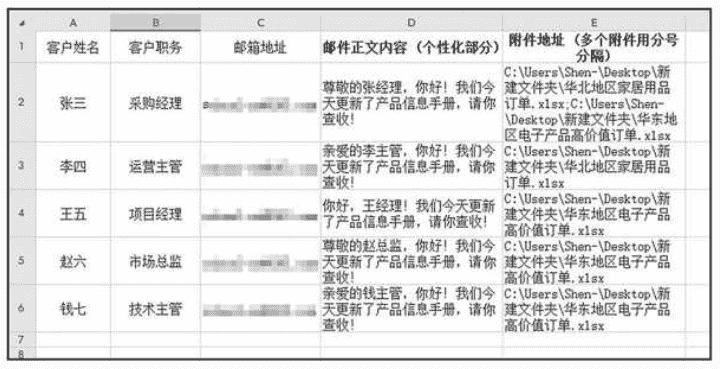 A B C D E
1 客户姓名 客户职务 邮箱地址 邮件正文内容（个性化部分） 附件地址（多个附件用分号
分隔）
2 张三 采购经理 尊敬的张经理，你好！我们今
天更新了产品信息手册，请你
查收！
C:\Users\Shen-\Desktop\新
建文件夹\华北地区家居用品
订单.xlsx;C:\Users\Shen-
\Desktop\新建文件夹\华东地
区电子产品高价值订单.xlsx
3 李四 运营主管 亲爱的李主管，你好！我们今
天更新了产品信息手册，请你
查收！
C:\Users\Shen-\Desktop\新
建文件夹\华北地区家居用品
订单.xlsx
4 王五 项目经理 你好，王经理！我们今天更新
了产品信息手册，请你查收！
C:\Users\Shen-\Desktop\新
建文件夹\华东地区电子产品
高价值订单.xlsx
5 赵六 市场总监 尊敬的赵总监，你好！我们今
天更新了产品信息手册，请你
查收！
C:\Users\Shen-\Desktop\新
建文件夹\华东地区电子产品
高价值订单.xlsx
6 钱七 技术主管 亲爱的钱主管，你好！我们今
天更新了产品信息手册，请你
查收！
C:\Users\Shen-\Desktop\新
建文件夹\华东地区电子产品
高价值订单.xlsx
7
8